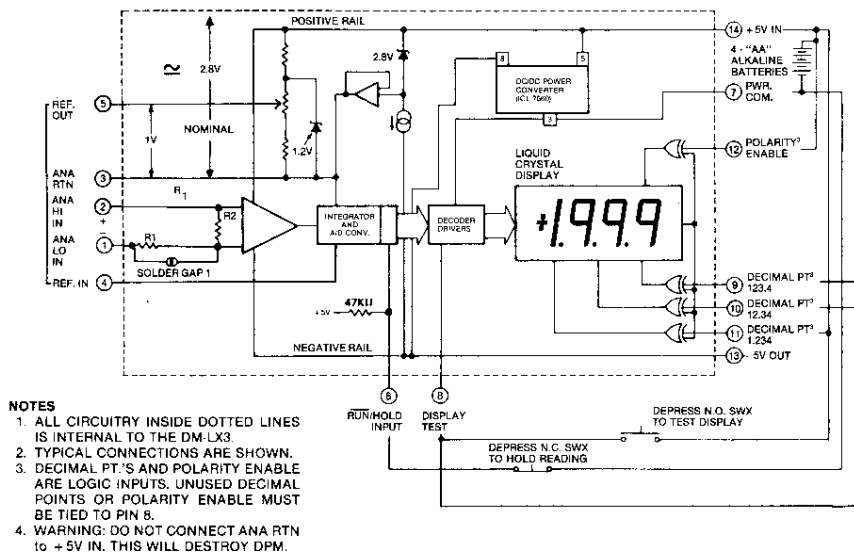 POSITIVE RAIL
14 +5V IN
4 - "AA"
ALKALINE
BATTERIES
2.8V
2.8V
8
5
DC/DC POWER
CONVERTER
(ICL 7660)
3
7 PWR.
COM.
REF.
OUT
5
1V
NOMINAL
1.2V
LIQUID
CRYSTAL
DISPLAY
12 POLARITY³
ENABLE
ANA
RTN
3
R1
ANA
HI
IN
2
+
R2
INTEGRATOR
AND
A/D CONV.
DECODER
DRIVERS
+1.9.9.9
−
ANA
LO
IN
1
R1
SOLDER GAP 1
REF. IN 4
9 DECIMAL PT³
123.4
10 DECIMAL PT³
12.34
11 DECIMAL PT³
1.234
+5V
47KΩ
NEGATIVE RAIL
13 - 5V OUT
6
8
RUN/HOLD
INPUT
DISPLAY
TEST
DEPRESS N.O. SWX
TO TEST DISPLAY
DEPRESS N.C. SWX
TO HOLD READING
NOTES
1. ALL CIRCUITRY INSIDE DOTTED LINES
IS INTERNAL TO THE DM-LX3.
2. TYPICAL CONNECTIONS ARE SHOWN.
3. DECIMAL PT.'S AND POLARITY ENABLE
ARE LOGIC INPUTS. UNUSED DECIMAL
POINTS OR POLARITY ENABLE MUST
BE TIED TO PIN 8.
4. WARNING: DO NOT CONNECT ANA RTN
to +5V IN. THIS WILL DESTROY DPM.